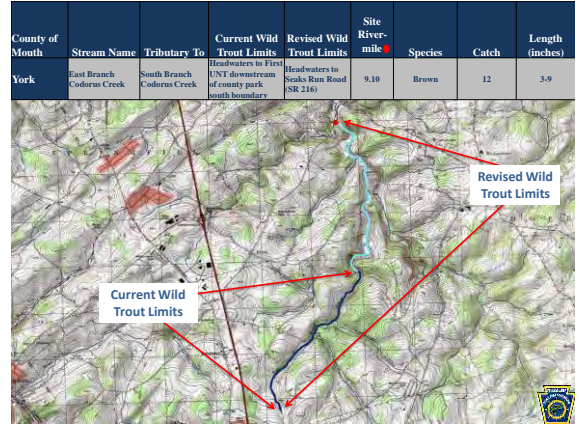 County of Mouth
Stream Name
Tributary To
Current Wild Trout Limits
Revised Wild Trout Limits
Site River-mile
Species
Catch
Length (inches)
York
East Branch Codorus Creek
South Branch Codorus Creek
Headwaters to First UNT downstream of county park south boundary
Headwaters to Seaks Run Road (SR 216)
9.10
Brown
12
3-9
Revised Wild
Trout Limits
Current Wild
Trout Limits